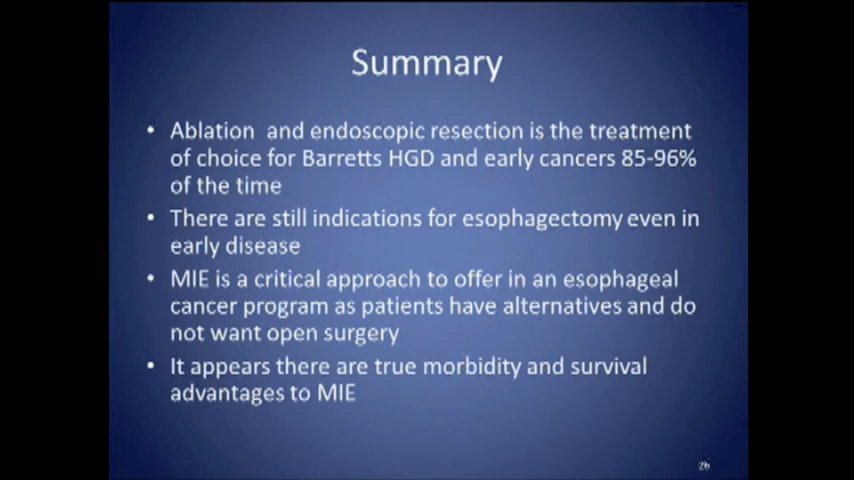 Summary
• Ablation and endoscopic resection is the treatment
of choice for Barretts HGD and early cancers 85-96%
of the time
• There are still indications for esophagectomy even in
early disease
• MIE is a critical approach to offer in an esophageal
cancer program as patients have alternatives and do
not want open surgery
• It appears there are true morbidity and survival
advantages to MIE
26